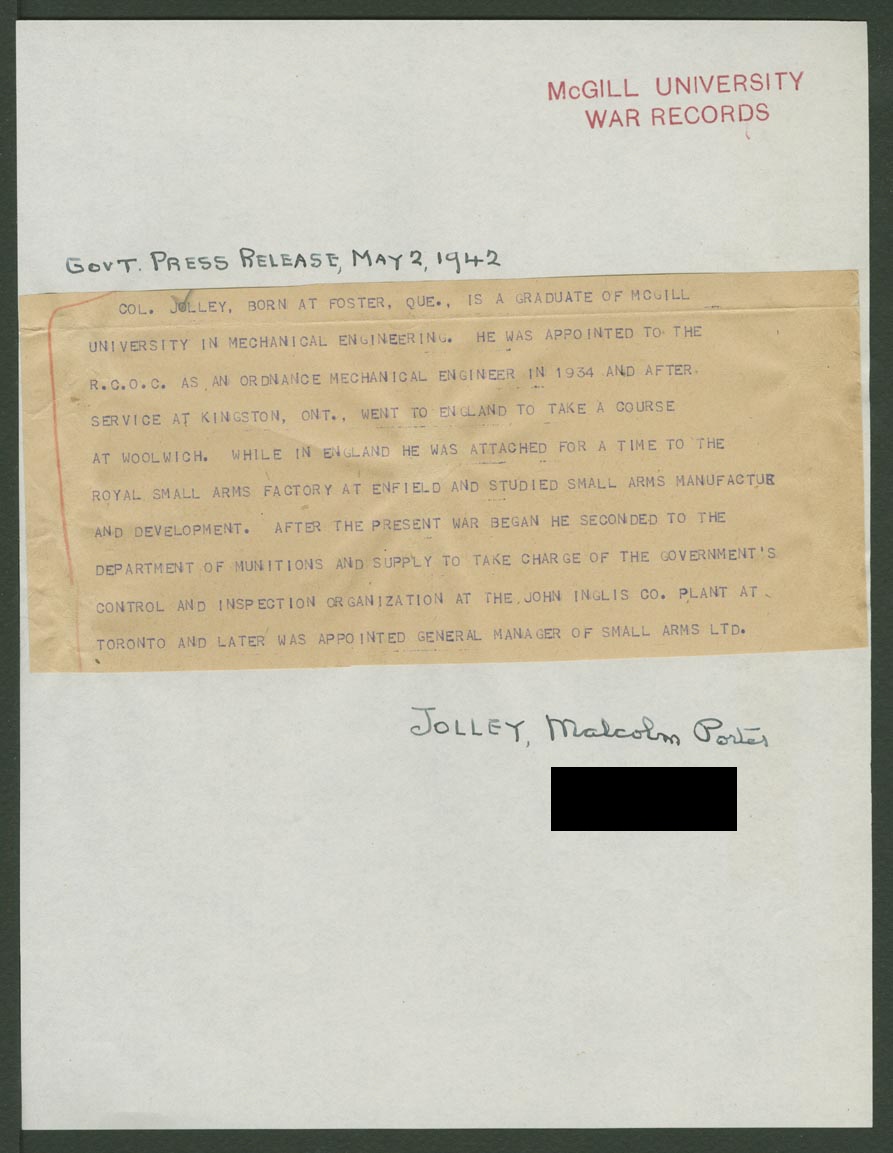 McGILL UNIVERSITY
WAR RECORDS
GOVT. PRESS RELEASE, MAY 2, 1942
COL. JOLLEY, BORN AT FOSTER, QUE., IS A GRADUATE OF MCGILL
UNIVERSITY IN MECHANICAL ENGINEERING. HE WAS APPOINTED TO THE
R.C.O.C. AS AN ORDNANCE MECHANICAL ENGINEER IN 1934 AND AFTER
SERVICE AT KINGSTON, ONT., WENT TO ENGLAND TO TAKE A COURSE
AT WOOLWICH. WHILE IN ENGLAND HE WAS ATTACHED FOR A TIME TO THE
ROYAL SMALL ARMS FACTORY AT ENFIELD AND STUDIED SMALL ARMS MANUFACTUR
AND DEVELOPMENT. AFTER THE PRESENT WAR BEGAN HE SECONDED TO THE
DEPARTMENT OF MUNITIONS AND SUPPLY TO TAKE CHARGE OF THE GOVERNMENT'S
CONTROL AND INSPECTION ORGANIZATION AT THE JOHN INGLIS CO. PLANT AT
TORONTO AND LATER WAS APPOINTED GENERAL MANAGER OF SMALL ARMS LTD.
JOLLEY, Malcolm Porter